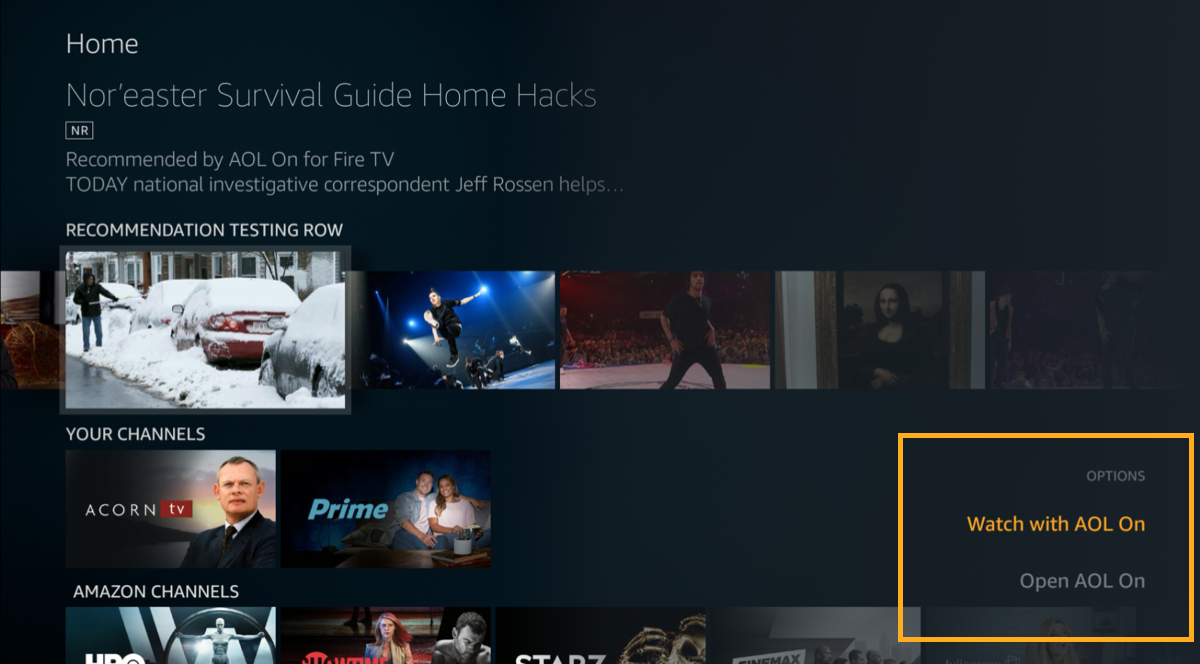 Home
Nor'easter Survival Guide Home Hacks
NR
Recommended by AOL On for Fire TV
TODAY national investigative correspondent Jeff Rossen helps…
RECOMMENDATION TESTING ROW
YOUR CHANNELS
ACORN tv
Prime
OPTIONS
Watch with AOL On
Open AOL On
AMAZON CHANNELS
HBO
SHOWTIME
STARZ
CINEMAX